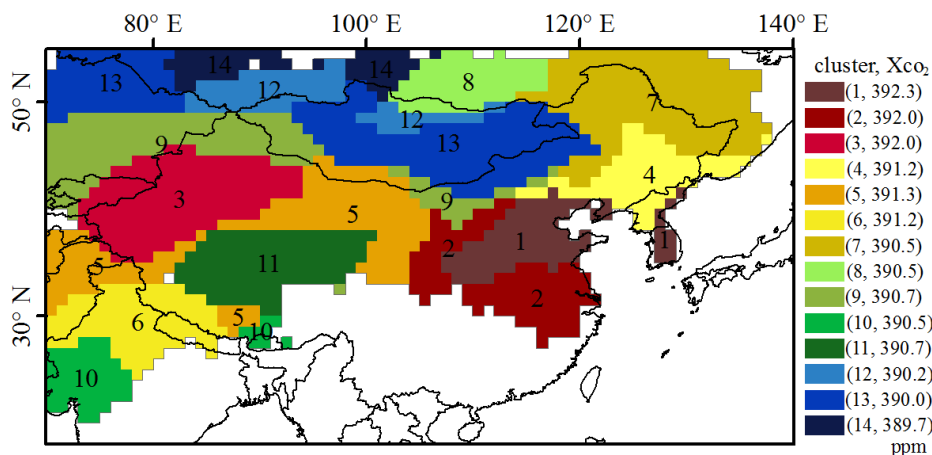 80° E 100° E 120° E 140° E
50° N
30° N
14 14 8 13 12 7 12 13 9 4 3 9 5 2 1 1 11 5 2 6 5 10 10
cluster, Xco₂
(1, 392.3)
(2, 392.0)
(3, 392.0)
(4, 391.2)
(5, 391.3)
(6, 391.2)
(7, 390.5)
(8, 390.5)
(9, 390.7)
(10, 390.5)
(11, 390.7)
(12, 390.2)
(13, 390.0)
(14, 389.7)
ppm